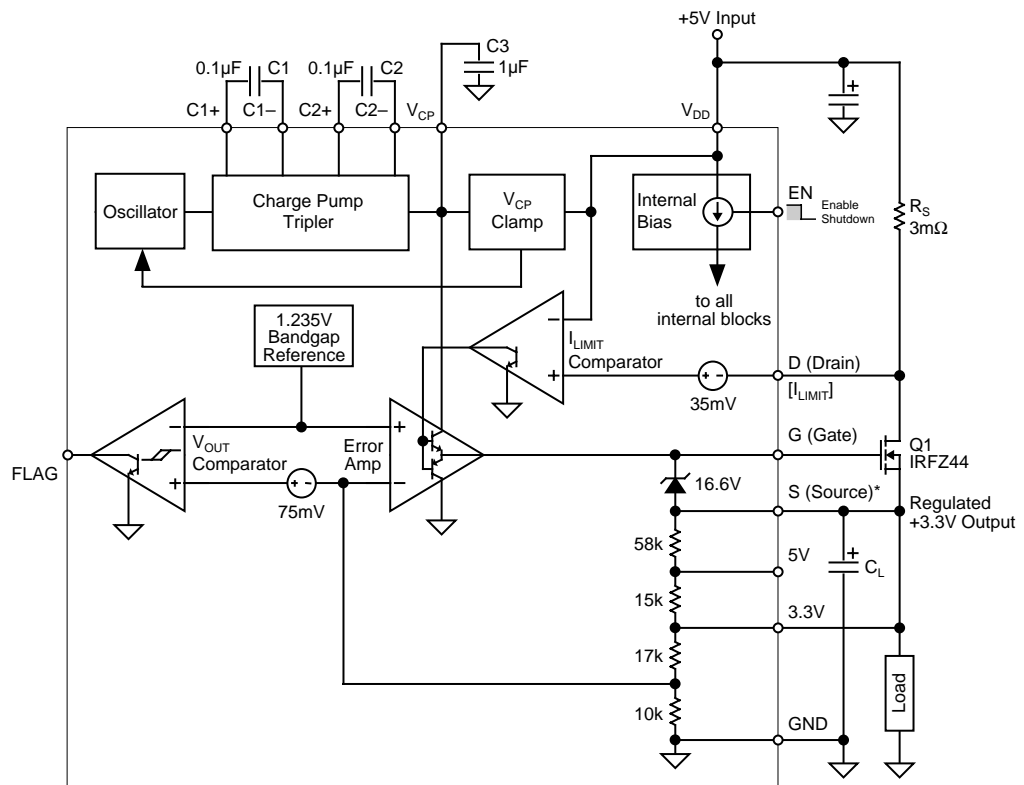 +5V Input
C3
1µF
0.1µF C1
0.1µF C2
C1+ C1– C2+ C2– VCP
VDD
Oscillator
Charge Pump
Tripler
VCP
Clamp
Internal
Bias
EN
Enable
Shutdown
RS
3mΩ
to all
internal blocks
1.235V
Bandgap
Reference
ILIMIT
Comparator
35mV
D (Drain)
[ILIMIT]
VOUT
Comparator
Error
Amp
FLAG
75mV
G (Gate)
Q1
IRFZ44
16.6V
S (Source)*
Regulated
+3.3V Output
58k
5V
CL
15k
3.3V
17k
10k
GND
Load